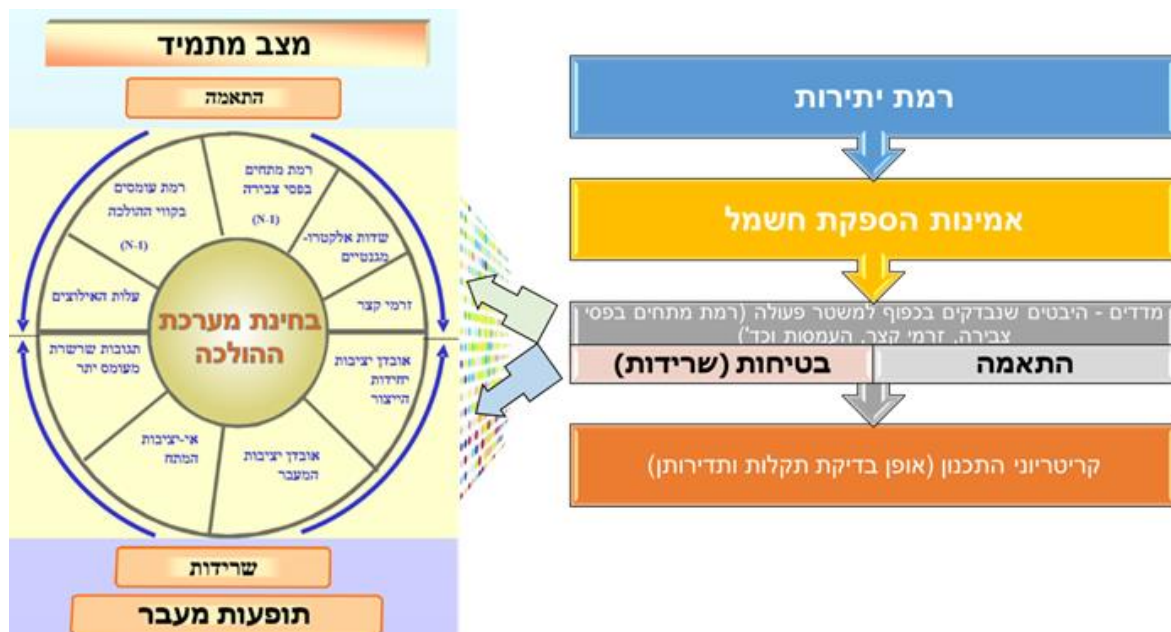 מצב מתמיד
התאמה
רמת מתחים
בפסי צבירה
(N-1)
רמת עומסים
בקווי ההולכה
(N-1)
שדות אלקטרו-
מגנטיים
זרמי קצר
עלות האילוצים
בחינת מערכת
ההולכה
תגובות שרשרת
מעומס יתר
אובדן יציבות
יחידות
הייצור
אי-יציבות
המתח
אובדן יציבות
המעבר
שרידות
תופעות מעבר
רמת יתירות
אמינות הספקת חשמל
מדדים - היבטים שנבדקים בכפוף למשטר פעולה (רמת מתחים בפסי
צבירה, זרמי קצר, העמסות וכד')
התאמה
בטיחות (שרידות)
קריטריוני התכנון (אופן בדיקת תקלות ותדירותן)